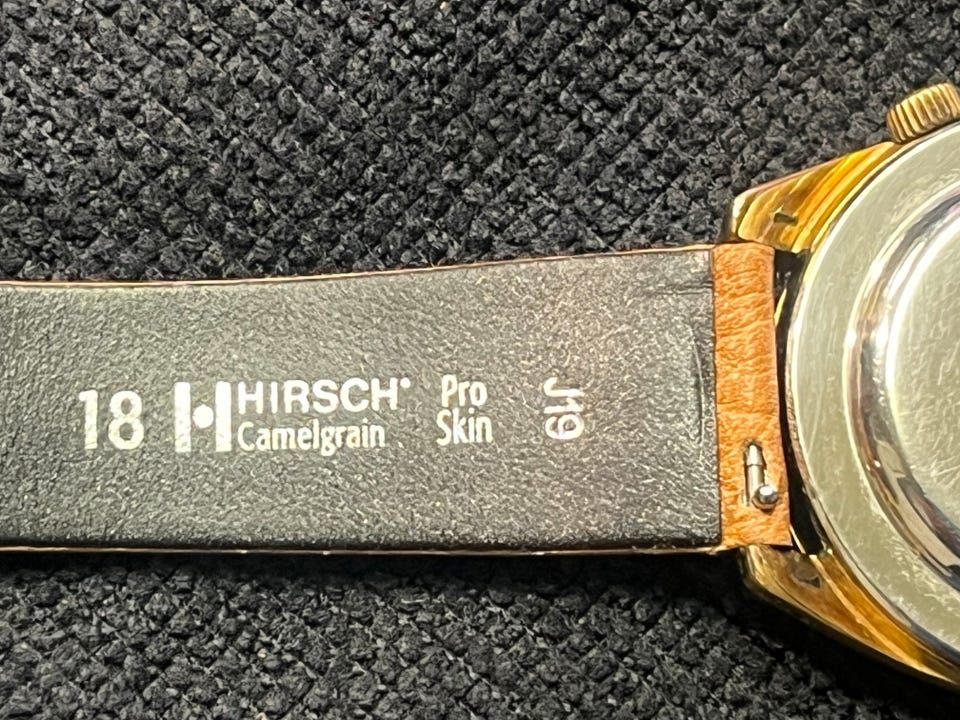 18 HIRSCH Pro
Camelgrain Skin
J19